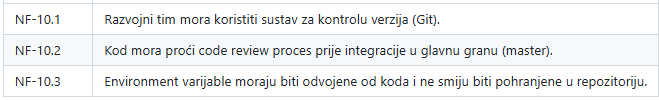 NF-10.1 Razvojni tim mora koristiti sustav za kontrolu verzija (Git).
NF-10.2 Kod mora proći code review proces prije integracije u glavnu granu (master).
NF-10.3 Environment varijable moraju biti odvojene od koda i ne smiju biti pohranjene u repozitoriju.